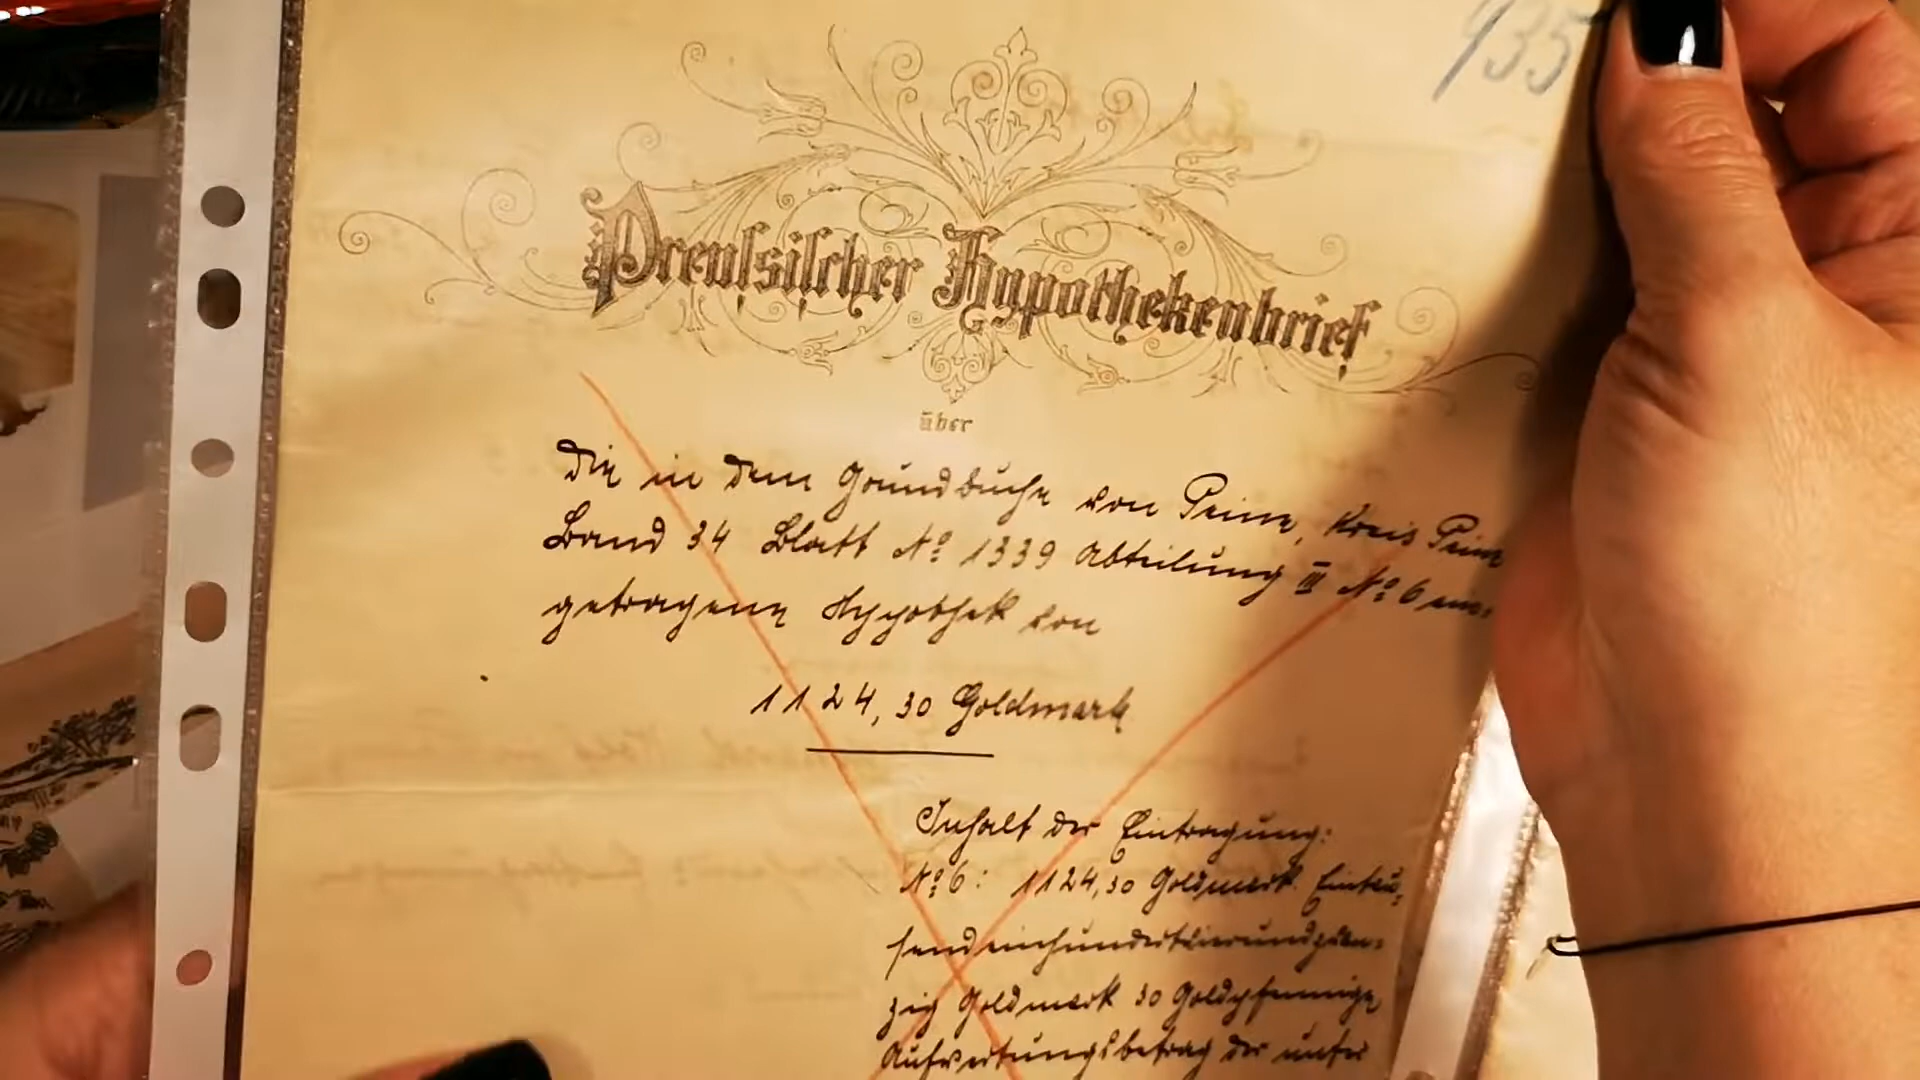 935
Preussischer Hypothekenbrief
über
die in dem Grundbuche von Peine, Kreis Peine
Band 34 Blatt No 1339 Abteilung III No 6 ein-
getragene Hypothek von
1124,30 Goldmark
Inhalt der Eintragung:
No 6: 1124,30 Goldmark. Eintau-
sendeinhundertvierundzwan-
zig Goldmark 30 Goldpfennige
Aufwertungsbetrag der unter